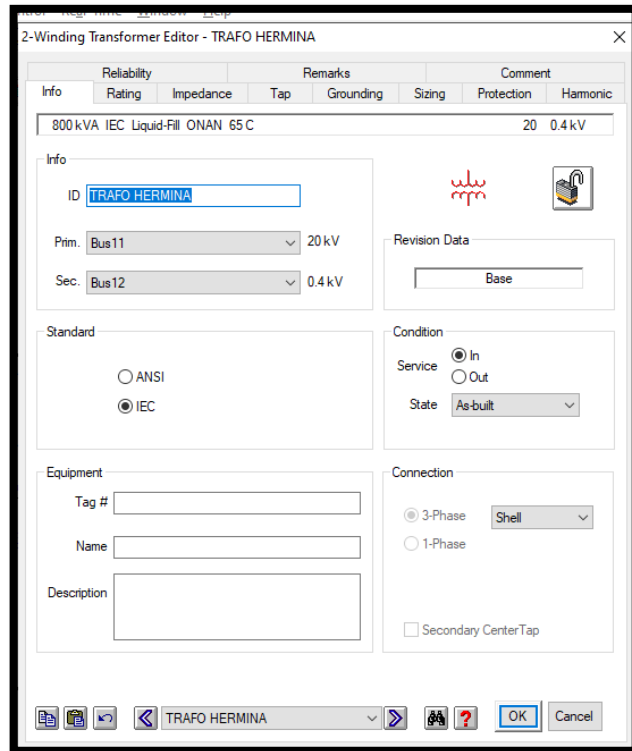 2-Winding Transformer Editor - TRAFO HERMINA
Reliability Remarks Comment
Info Rating Impedance Tap Grounding Sizing Protection Harmonic
800 kVA IEC Liquid-Fill ONAN 65 C 20 0.4 kV
Info
ID TRAFO HERMINA
Prim. Bus11 20 kV
Sec. Bus12 0.4 kV
Revision Data
Base
Standard
ANSI
IEC
Condition
Service In
Out
State As-built
Equipment
Tag #
Name
Description
Connection
3-Phase Shell
1-Phase
Secondary CenterTap
TRAFO HERMINA ? OK Cancel